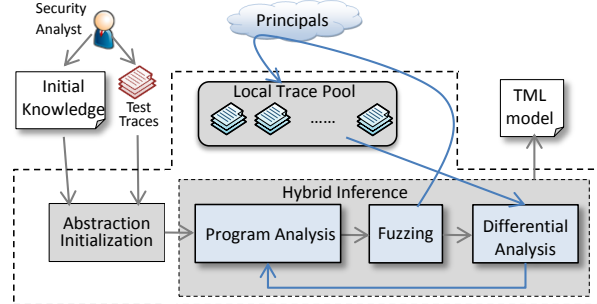 Security
Analyst
Principals
Initial
Knowledge
Test
Traces
Local Trace Pool
......
TML
model
Hybrid Inference
Abstraction
Initialization
Program Analysis
Fuzzing
Differential
Analysis